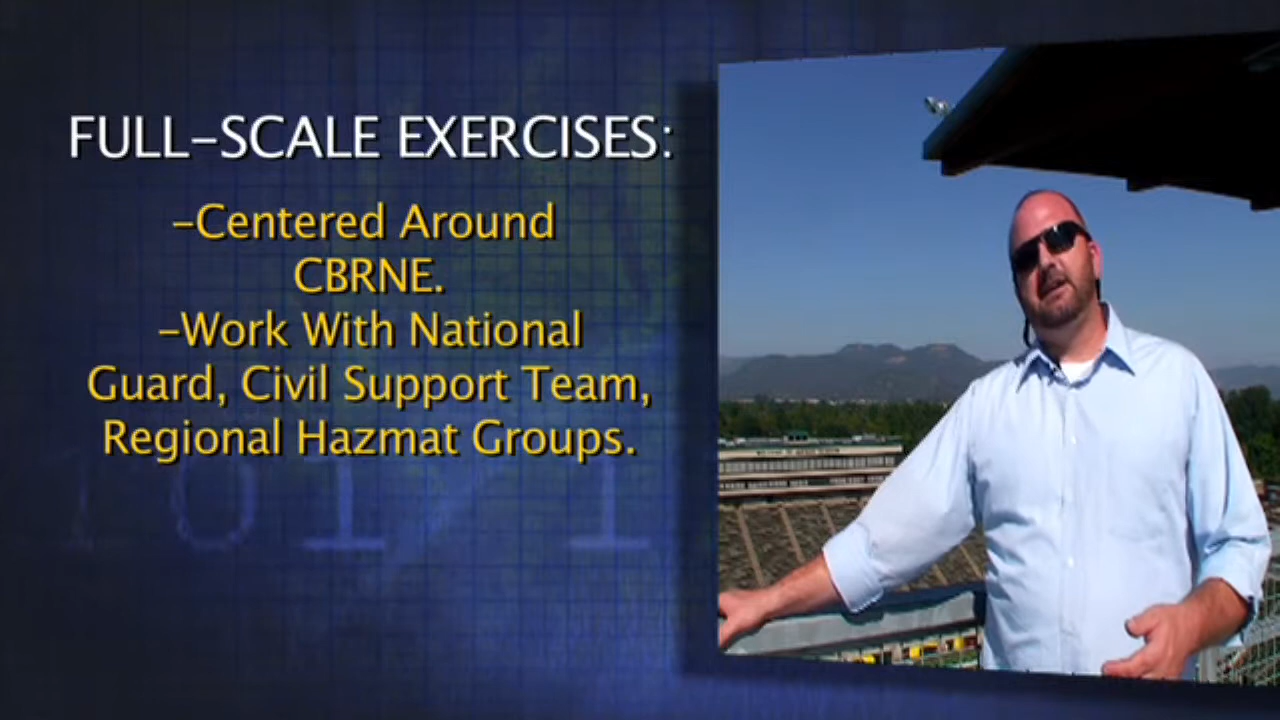 FULL-SCALE EXERCISES:
-Centered Around
CBRNE.
-Work With National
Guard, Civil Support Team,
Regional Hazmat Groups.